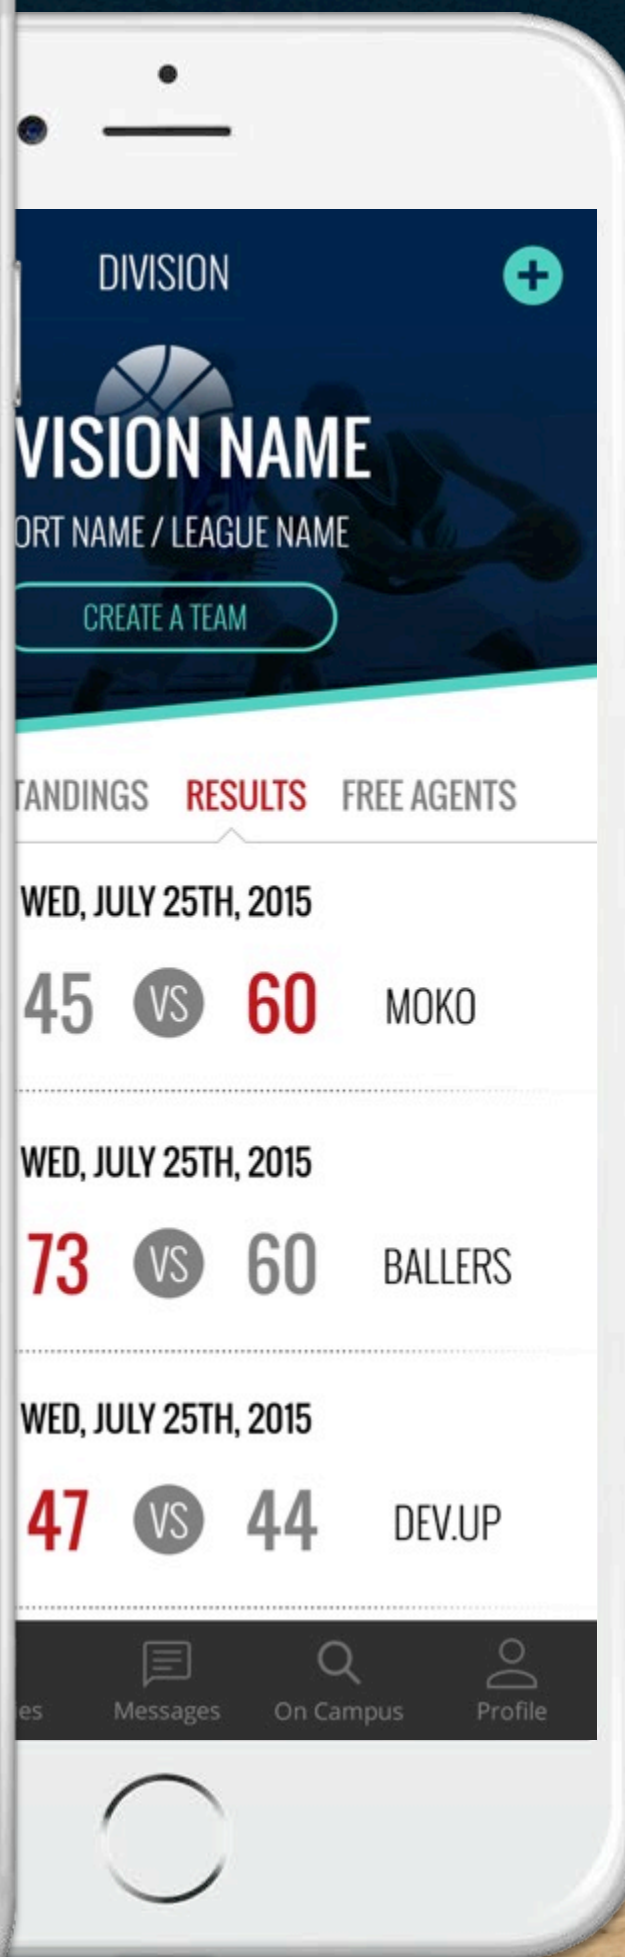 DIVISION
VISION NAME
ORT NAME / LEAGUE NAME
CREATE A TEAM
TANDINGS RESULTS FREE AGENTS
WED, JULY 25TH, 2015
45 VS 60 MOKO
WED, JULY 25TH, 2015
73 VS 60 BALLERS
WED, JULY 25TH, 2015
47 VS 44 DEV.UP
es Messages On Campus Profile